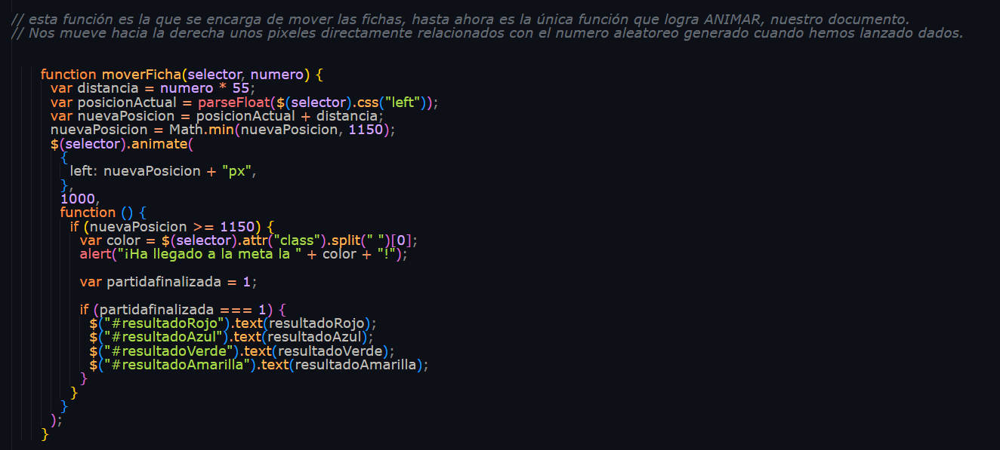 // esta función es la que se encarga de mover las fichas, hasta ahora es la única función que logra ANIMAR, nuestro documento.
// Nos mueve hacia la derecha unos pixeles directamente relacionados con el numero aleatoreo generado cuando hemos lanzado dados.
function moverFicha(selector, numero) {
var distancia = numero * 55;
var posicionActual = parseFloat($(selector).css("left"));
var nuevaPosicion = posicionActual + distancia;
nuevaPosicion = Math.min(nuevaPosicion, 1150);
$(selector).animate(
{
left: nuevaPosicion + "px",
},
1000,
function () {
if (nuevaPosicion >= 1150) {
var color = $(selector).attr("class").split(" ")[0];
alert("¡Ha llegado a la meta la " + color + "!");
var partidafinalizada = 1;
if (partidafinalizada === 1) {
$("#resultadoRojo").text(resultadoRojo);
$("#resultadoAzul").text(resultadoAzul);
$("#resultadoVerde").text(resultadoVerde);
$("#resultadoAmarilla").text(resultadoAmarilla);
}
}
}
);
}